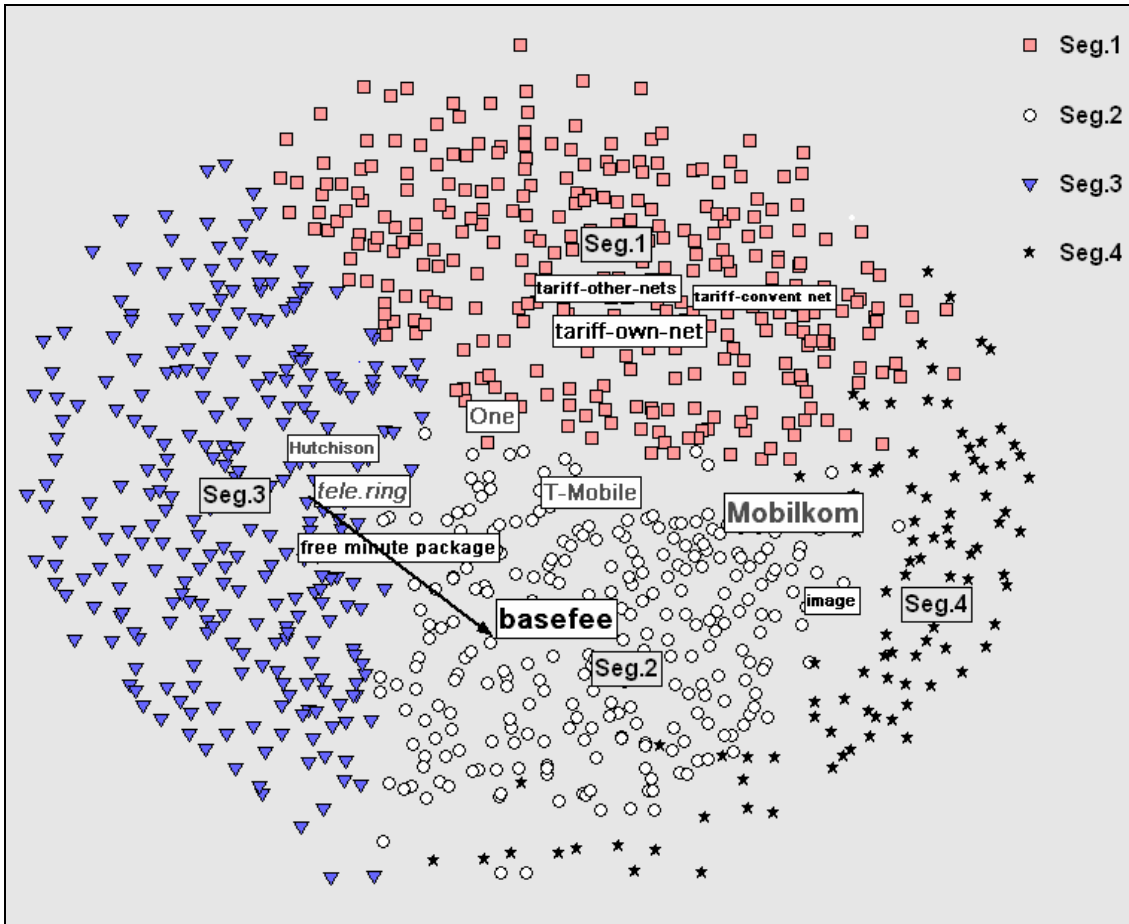 Seg.1
Seg.2
Seg.3
Seg.4
Seg.1
tariff-other-nets
tariff-convent net
tariff-own-net
One
Hutchison
tele.ring
T-Mobile
Seg.3
Mobilkom
free minute package
image
Seg.4
basefee
Seg.2